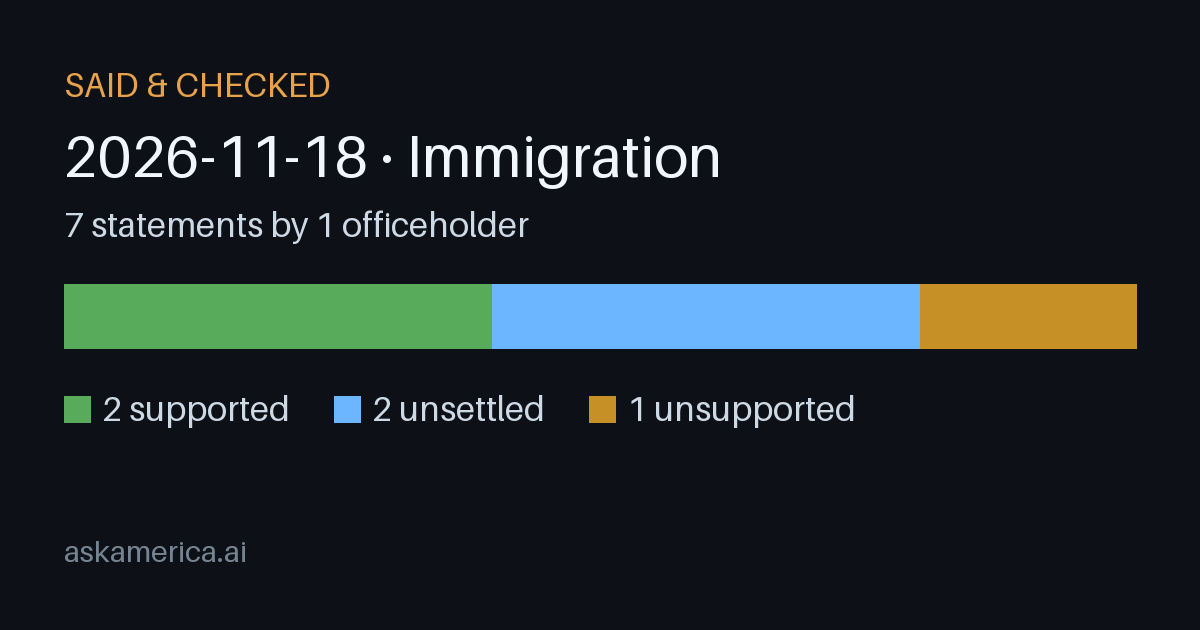 SAID & CHECKED
2026-11-18 · Immigration
7 statements by 1 officeholder
2 supported 2 unsettled 1 unsupported
askamerica.ai